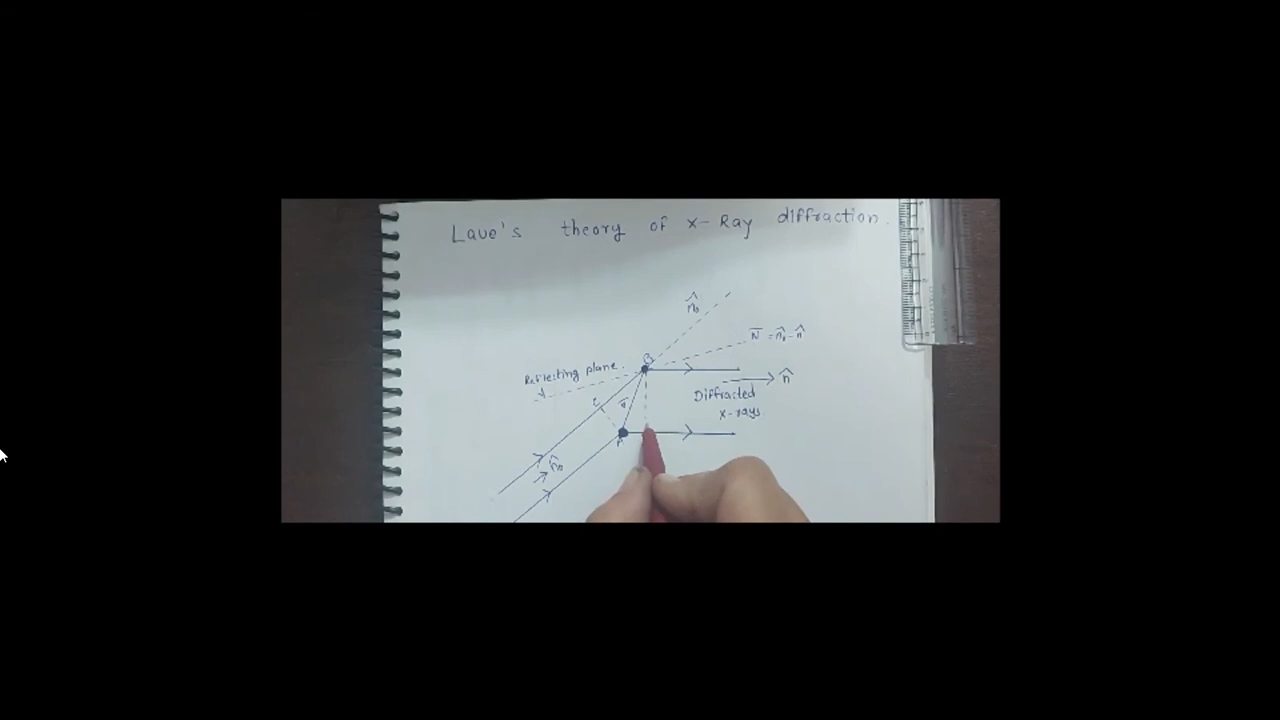 Laue's theory of x-Ray diffraction.
n̂₀
N̄ = n̂₀ - n̂
B
Reflecting plane.
n̂
C
ā
Diffracted
x-rays
A
n̂₀